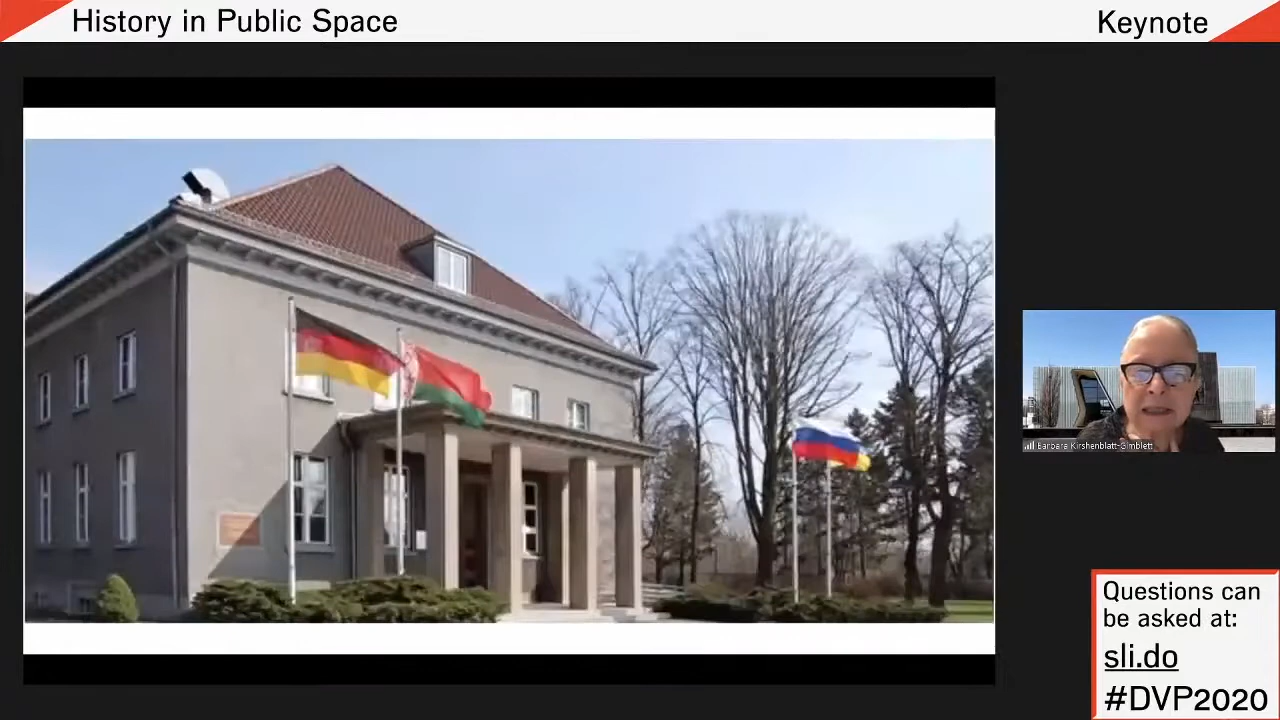 History in Public Space
Keynote
Barbara Kirshenblatt-Gimblett
Questions can
be asked at:
sli.do
#DVP2020